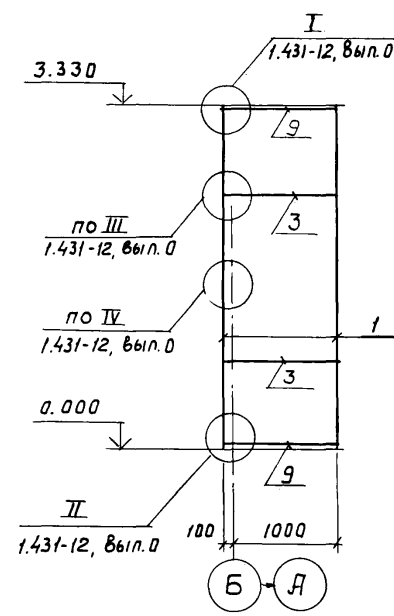 I
1.431-12, вып.0
3.330
9
по III
1.431-12, вып.0
3
по IV
1.431-12, вып.0
1
3
0.000
9
II
1.431-12, вып.0
100
1000
Б
А